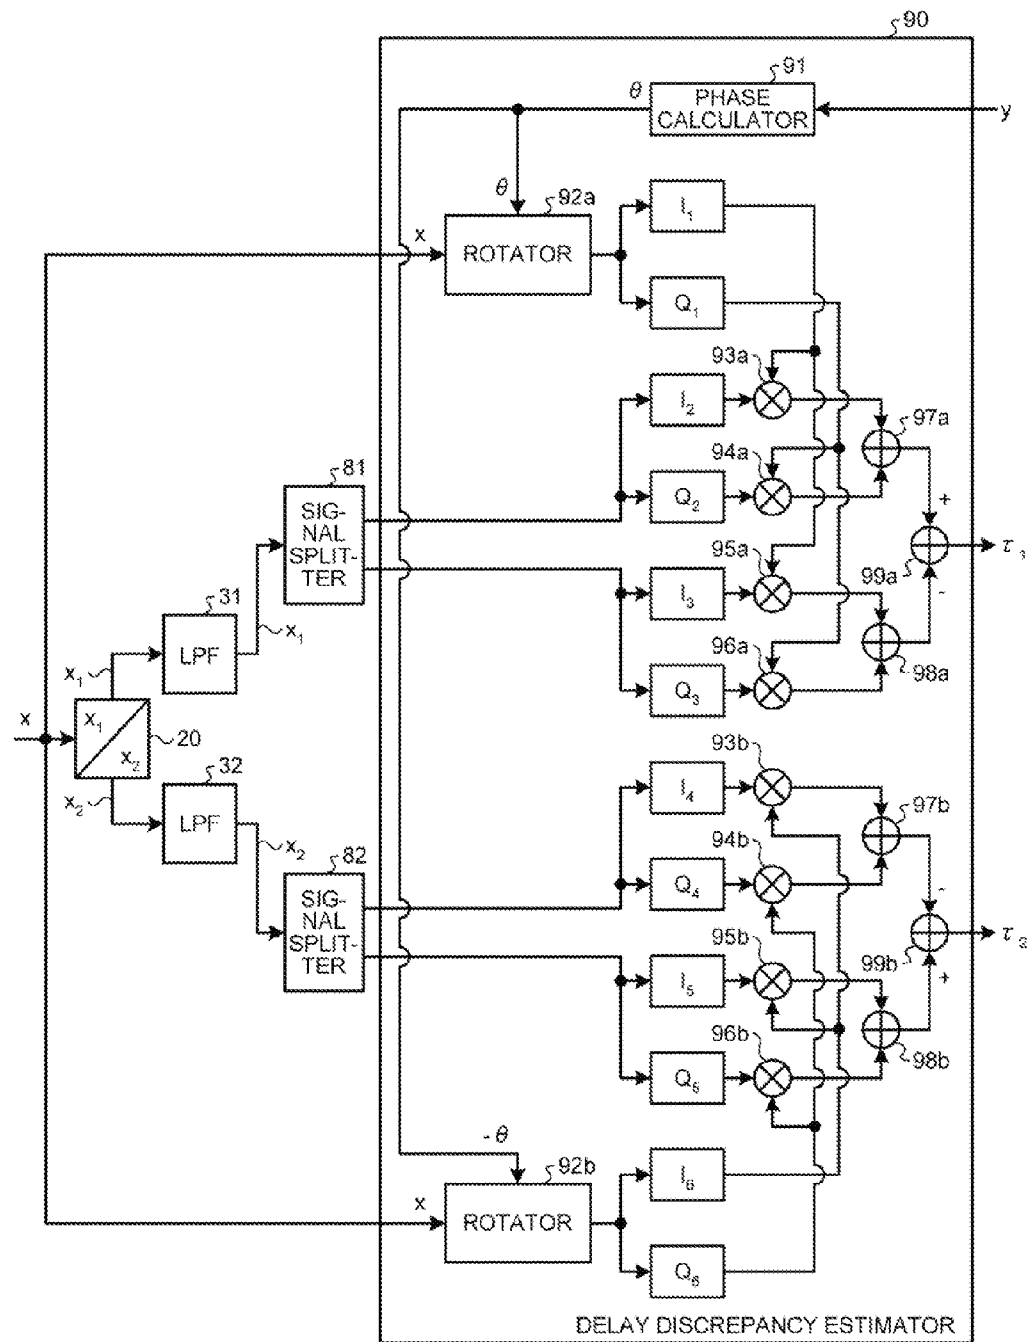 90
91
θ
PHASE
CALCULATOR
y
θ
92a
I₁
x
ROTATOR
Q₁
93a
I₂
97a
94a
81
Q₂
SIG-
NAL
SPLIT-
TER
+
95a
τ₁
I₃
99a
-
31
x₁
96a
LPF
x₁
Q₃
98a
x
x₁
x₂
20
93b
32
x₂
I₄
97b
LPF
x₂
94b
82
Q₄
-
SIG-
NAL
SPLIT-
TER
95b
τ₂
I₅
99b
+
96b
Q₅
98b
-θ
92b
I₆
x
ROTATOR
Q₆
DELAY DISCREPANCY ESTIMATOR